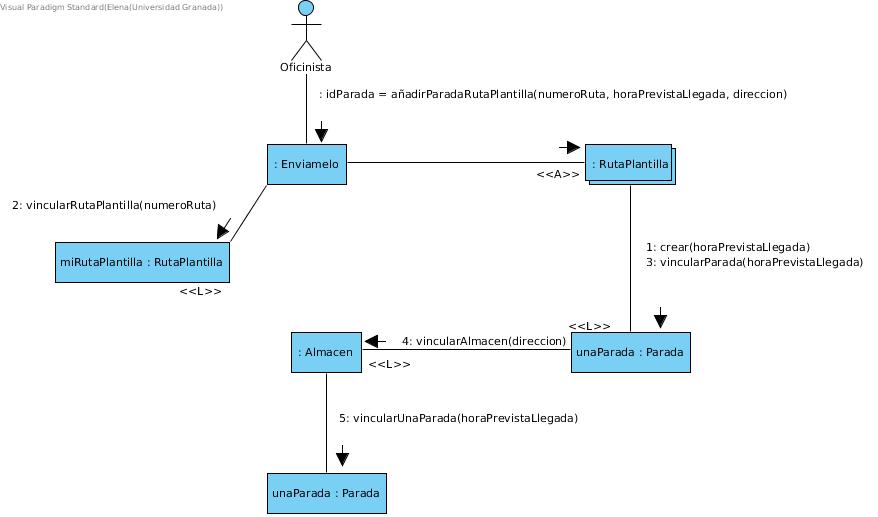 Visual Paradigm Standard(Elena(Universidad Granada))
Oficinista
: idParada = añadirParadaRutaPlantilla(numeroRuta, horaPrevistaLlegada, direccion)
: Enviamelo
: RutaPlantilla
<<A>>
2: vincularRutaPlantilla(numeroRuta)
miRutaPlantilla : RutaPlantilla
<<L>>
1: crear(horaPrevistaLlegada)
3: vincularParada(horaPrevistaLlegada)
<<L>>
4: vincularAlmacen(direccion)
: Almacen
unaParada : Parada
<<L>>
5: vincularUnaParada(horaPrevistaLlegada)
unaParada : Parada